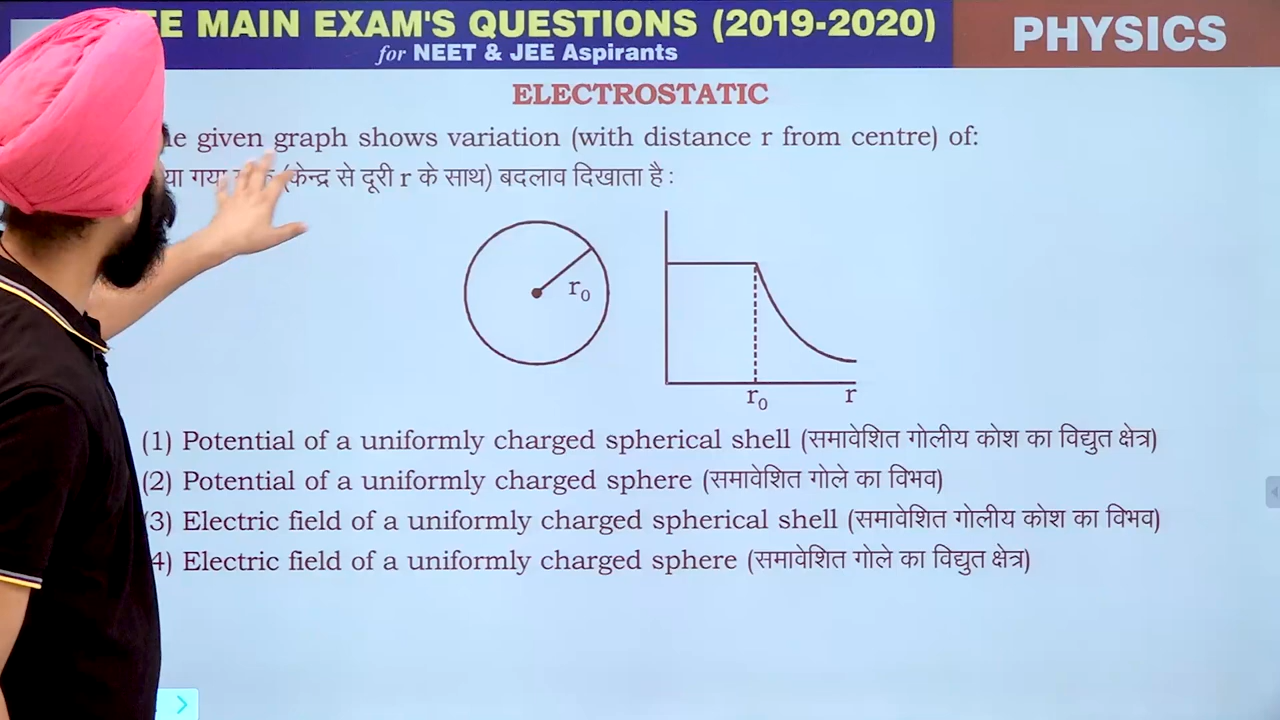 EE MAIN EXAM'S QUESTIONS (2019-2020)
for NEET & JEE Aspirants
PHYSICS
ELECTROSTATIC
given graph shows variation (with distance r from centre) of:
गया (केन्द्र से दूरी r के साथ) बदलाव दिखाता है :
r₀
r₀ r
(1) Potential of a uniformly charged spherical shell (समावेशित गोलीय कोश का विद्युत क्षेत्र)
(2) Potential of a uniformly charged sphere (समावेशित गोले का विभव)
(3) Electric field of a uniformly charged spherical shell (समावेशित गोलीय कोश का विभव)
4) Electric field of a uniformly charged sphere (समावेशित गोले का विद्युत क्षेत्र)